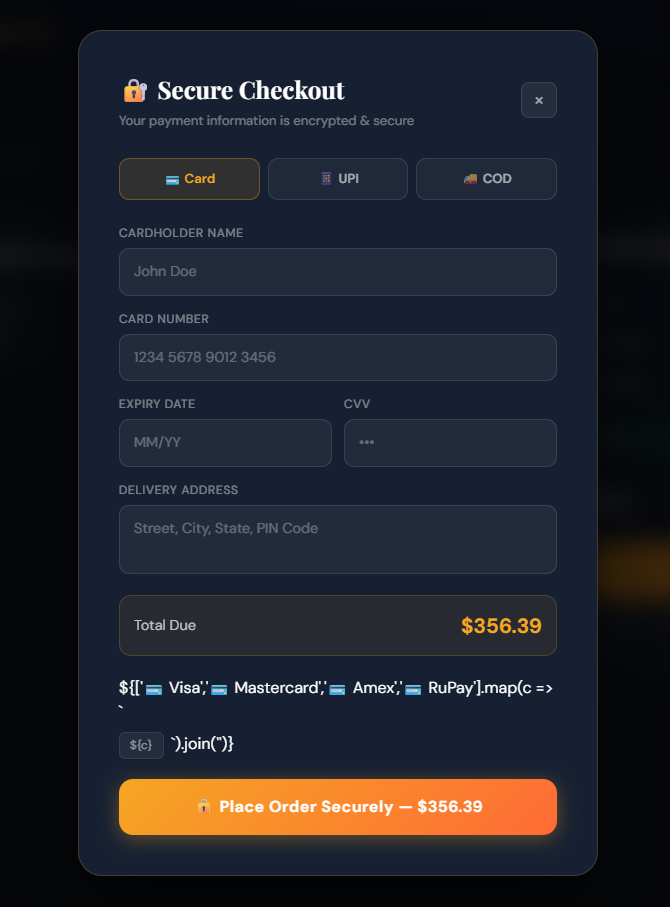 🔐 Secure Checkout
Your payment information is encrypted & secure
×
💳 Card
📱 UPI
🚚 COD
CARDHOLDER NAME
John Doe
CARD NUMBER
1234 5678 9012 3456
EXPIRY DATE
CVV
MM/YY
•••
DELIVERY ADDRESS
Street, City, State, PIN Code
Total Due
$356.39
${['💳 Visa','💳 Mastercard','💳 Amex','💳 RuPay'].map(c =>
`
${c} `).join('')}
🔒 Place Order Securely — $356.39